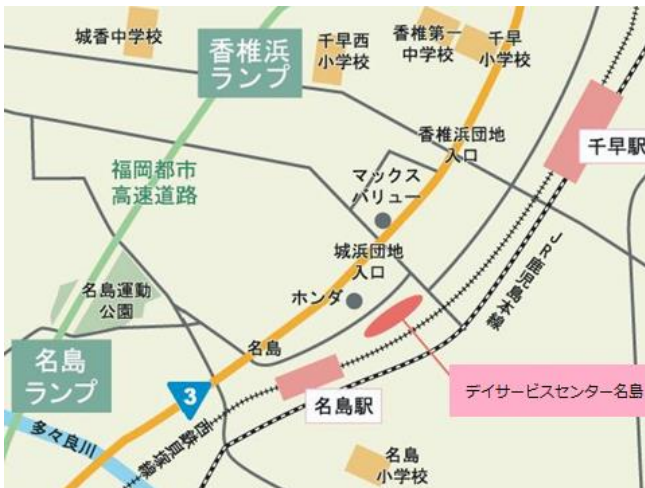 城香中学校
香椎浜
ランプ
千早西
小学校
香椎第一
中学校
千早
小学校
香椎浜団地
入口
千早駅
福岡都市
高速道路
マックス
バリュー
城浜団地
入口
JR鹿児島本線
名島運動
公園
ホンダ
名島
名島
ランプ
3
名島駅
デイサービスセンター名島
西鉄貝塚線
多々良川
名島
小学校